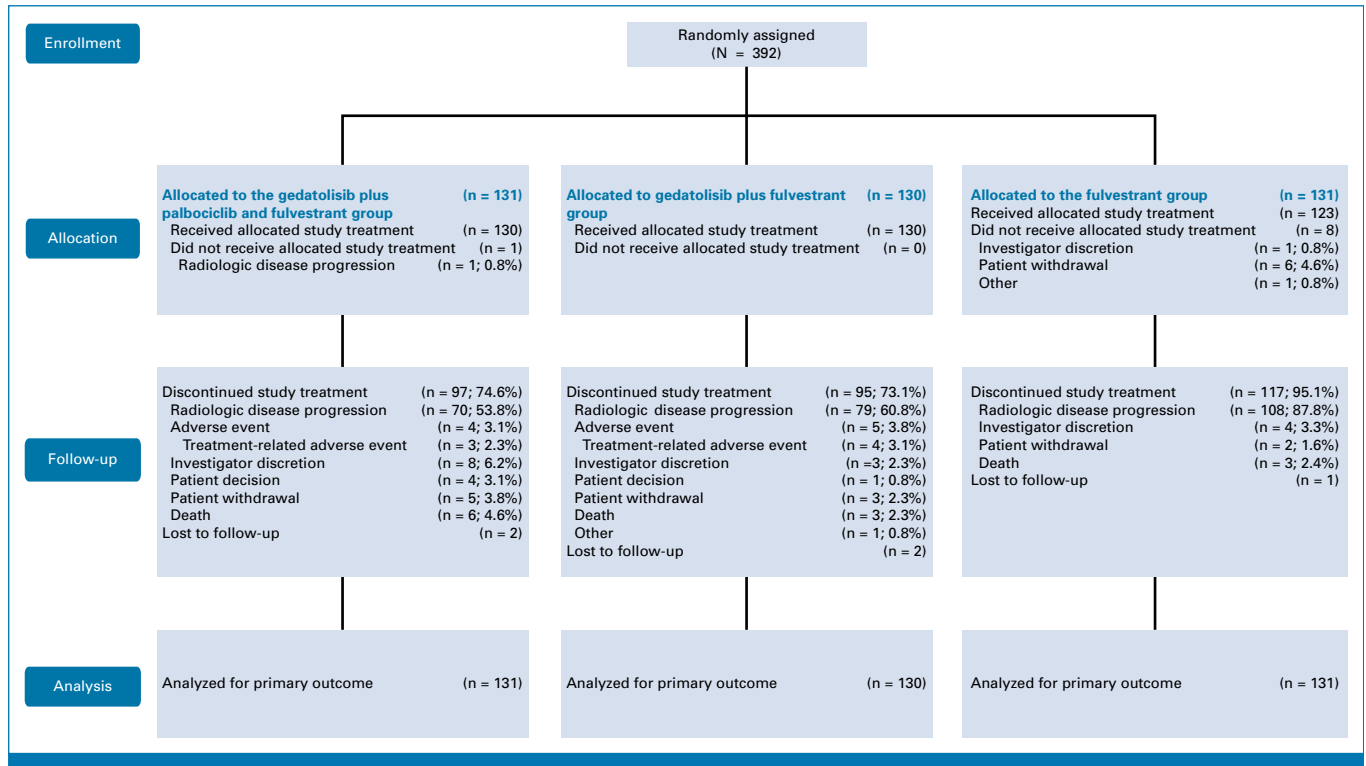 Enrollment
Randomly assigned
(N = 392)
Allocation
Allocated to the gedatolisib plus (n = 131)
palbociclib and fulvestrant group
Received allocated study treatment (n = 130)
Did not receive allocated study treatment (n = 1)
Radiologic disease progression (n = 1; 0.8%)
Allocated to gedatolisib plus fulvestrant (n = 130)
group
Received allocated study treatment (n = 130)
Did not receive allocated study treatment (n = 0)
Allocated to the fulvestrant group (n = 131)
Received allocated study treatment (n = 123)
Did not receive allocated study treatment (n = 8)
Investigator discretion (n = 1; 0.8%)
Patient withdrawal (n = 6; 4.6%)
Other (n = 1; 0.8%)
Follow-up
Discontinued study treatment (n = 97; 74.6%)
Radiologic disease progression (n = 70; 53.8%)
Adverse event (n = 4; 3.1%)
Treatment-related adverse event (n = 3; 2.3%)
Investigator discretion (n = 8; 6.2%)
Patient decision (n = 4; 3.1%)
Patient withdrawal (n = 5; 3.8%)
Death (n = 6; 4.6%)
Lost to follow-up (n = 2)
Discontinued study treatment (n = 95; 73.1%)
Radiologic disease progression (n = 79; 60.8%)
Adverse event (n = 5; 3.8%)
Treatment-related adverse event (n = 4; 3.1%)
Investigator discretion (n =3; 2.3%)
Patient decision (n = 1; 0.8%)
Patient withdrawal (n = 3; 2.3%)
Death (n = 3; 2.3%)
Other (n = 1; 0.8%)
Lost to follow-up (n = 2)
Discontinued study treatment (n = 117; 95.1%)
Radiologic disease progression (n = 108; 87.8%)
Investigator discretion (n = 4; 3.3%)
Patient withdrawal (n = 2; 1.6%)
Death (n = 3; 2.4%)
Lost to follow-up (n = 1)
Analysis
Analyzed for primary outcome (n = 131)
Analyzed for primary outcome (n = 130)
Analyzed for primary outcome (n = 131)